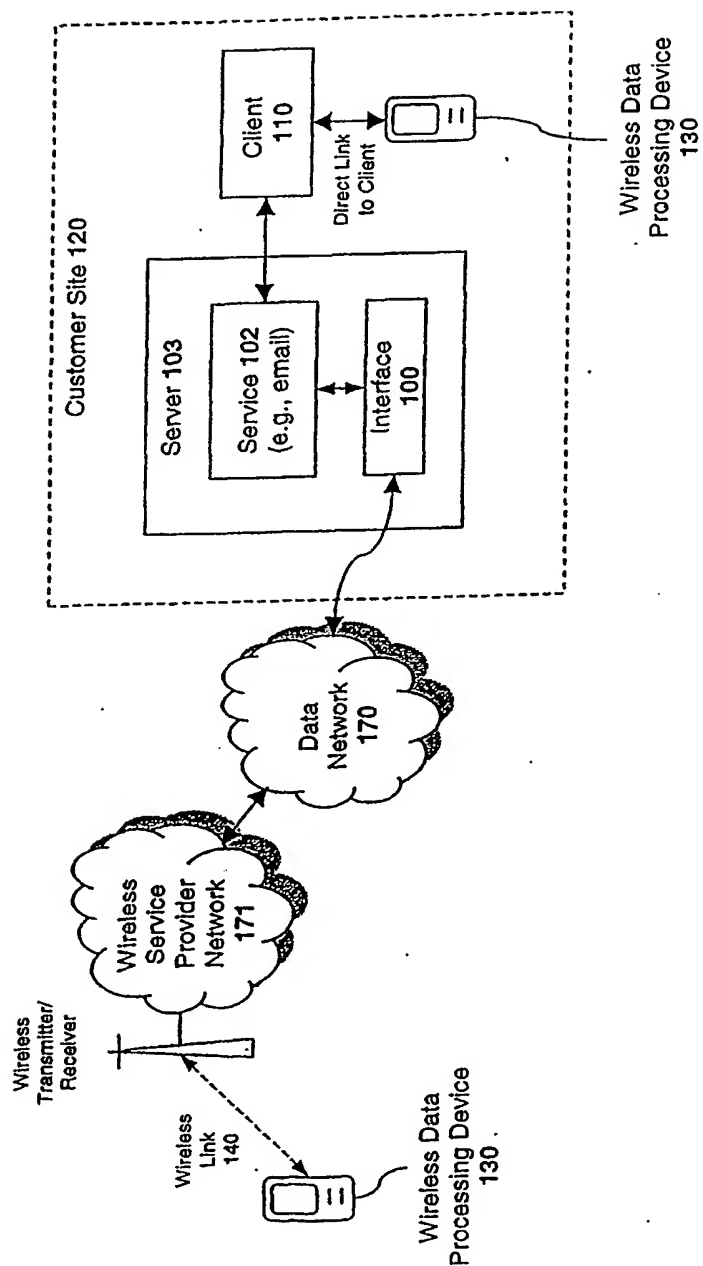 Customer Site 120
Server 103
Service 102
(e.g., email)
Interface
100
Client
110
Direct Link
to Client
Wireless Data
Processing Device
130
Data
Network
170
Wireless
Service
Provider
Network
171
Wireless
Transmitter/
Receiver
Wireless
Link
140
Wireless Data
Processing Device
130